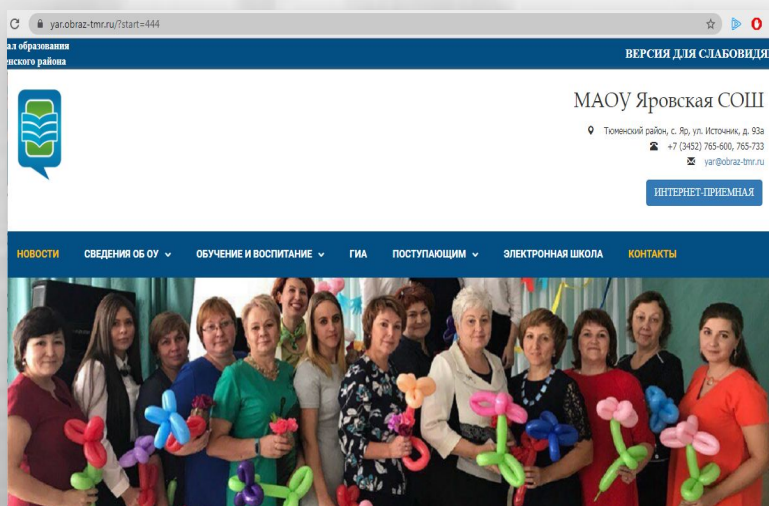 yar.obraz-tmr.ru/?start=444
ал образования
енского района
ВЕРСИЯ ДЛЯ СЛАБОВИДЯ
МАОУ Яровская СОШ
Тюменский район, с. Яр, ул. Источник, д. 93а
+7 (3452) 765-600, 765-733
yar@obraz-tmr.ru
ИНТЕРНЕТ-ПРИЕМНАЯ
НОВОСТИ СВЕДЕНИЯ ОБ ОУ ОБУЧЕНИЕ И ВОСПИТАНИЕ ГИА ПОСТУПАЮЩИМ ЭЛЕКТРОННАЯ ШКОЛА КОНТАКТЫ